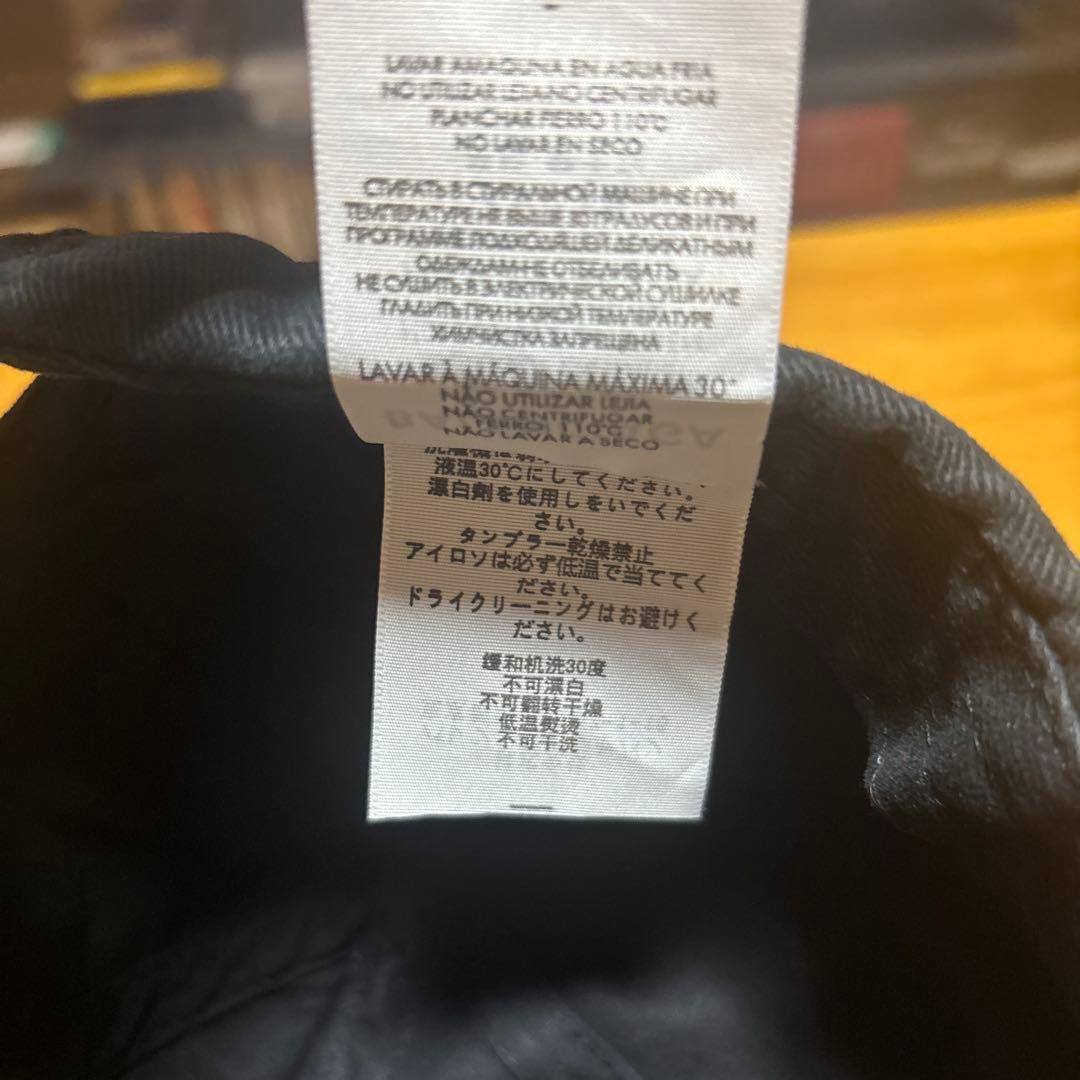 LAVAR A MAQUINA EN AGUA FRIA
NO UTILIZAR LEJIA NO CENTRIFUGAR
PLANCHAR FIERRO 110°C
NO LAVAR EN SECO
СТИРАТЬ В СТИРАЛЬНОЙ МАШИНЕ ПРИ
ТЕМПЕРАТУРЕ НЕ ВЫШЕ 30 ГРАДУСОВ И ПРИ
ПРОГРАММЕ ПОДХОДЯЩЕЙ ДЕЛИКАТНЫМ
ОДЕЖДАМ НЕ ОТБЕЛИВАТЬ
НЕ СУШИТЬ В ЭЛЕКТРИЧЕСКОЙ СУШИЛКЕ
ГЛАДИТЬ ПРИ НИЗКОЙ ТЕМПЕРАТУРЕ
ХИМЧИСТКА ЗАПРЕЩЕНА
LAVAR À MÁQUINA MÁXIMA 30°
NÃO UTILIZAR LEJIA
NÃO CENTRIFUGAR
FERRO 110°C
NÃO LAVAR A SECO
液温30℃にしてください。
漂白剤を使用しをいでくだ
さい。
タンブラー乾燥禁止
アイロソは必ず低温で当ててく
ださい。
ドライクリーニングはお避けく
ださい。
缓和机洗30度
不可漂白
不可翻转干燥
低温熨烫
不可干洗